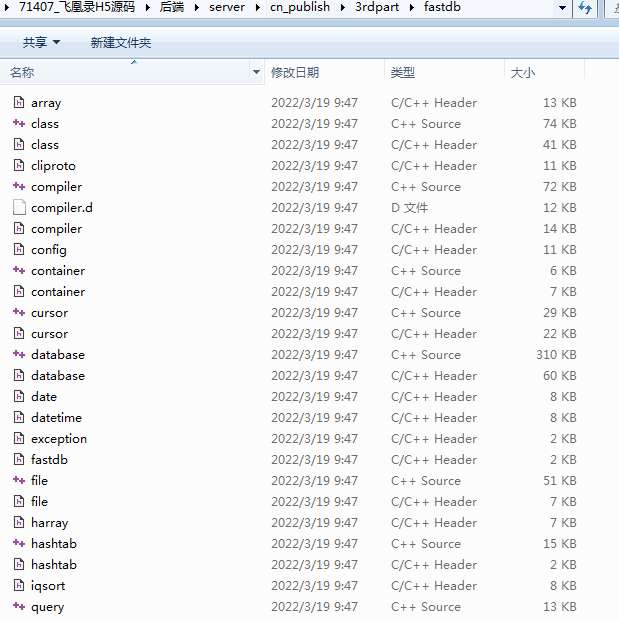 71407_飞凰录H5源码 后端 server cn_publish 3rdpart fastdb
共享 新建文件夹
名称 修改日期 类型 大小
array 2022/3/19 9:47 C/C++ Header 13 KB
class 2022/3/19 9:47 C++ Source 74 KB
class 2022/3/19 9:47 C/C++ Header 41 KB
cliproto 2022/3/19 9:47 C/C++ Header 11 KB
compiler 2022/3/19 9:47 C++ Source 72 KB
compiler.d 2022/3/19 9:47 D 文件 12 KB
compiler 2022/3/19 9:47 C/C++ Header 14 KB
config 2022/3/19 9:47 C/C++ Header 11 KB
container 2022/3/19 9:47 C++ Source 6 KB
container 2022/3/19 9:47 C/C++ Header 7 KB
cursor 2022/3/19 9:47 C++ Source 29 KB
cursor 2022/3/19 9:47 C/C++ Header 22 KB
database 2022/3/19 9:47 C++ Source 310 KB
database 2022/3/19 9:47 C/C++ Header 60 KB
date 2022/3/19 9:47 C/C++ Header 8 KB
datetime 2022/3/19 9:47 C/C++ Header 8 KB
exception 2022/3/19 9:47 C/C++ Header 2 KB
fastdb 2022/3/19 9:47 C/C++ Header 2 KB
file 2022/3/19 9:47 C++ Source 51 KB
file 2022/3/19 9:47 C/C++ Header 7 KB
harray 2022/3/19 9:47 C/C++ Header 7 KB
hashtab 2022/3/19 9:47 C++ Source 15 KB
hashtab 2022/3/19 9:47 C/C++ Header 2 KB
iqsort 2022/3/19 9:47 C/C++ Header 8 KB
query 2022/3/19 9:47 C++ Source 13 KB